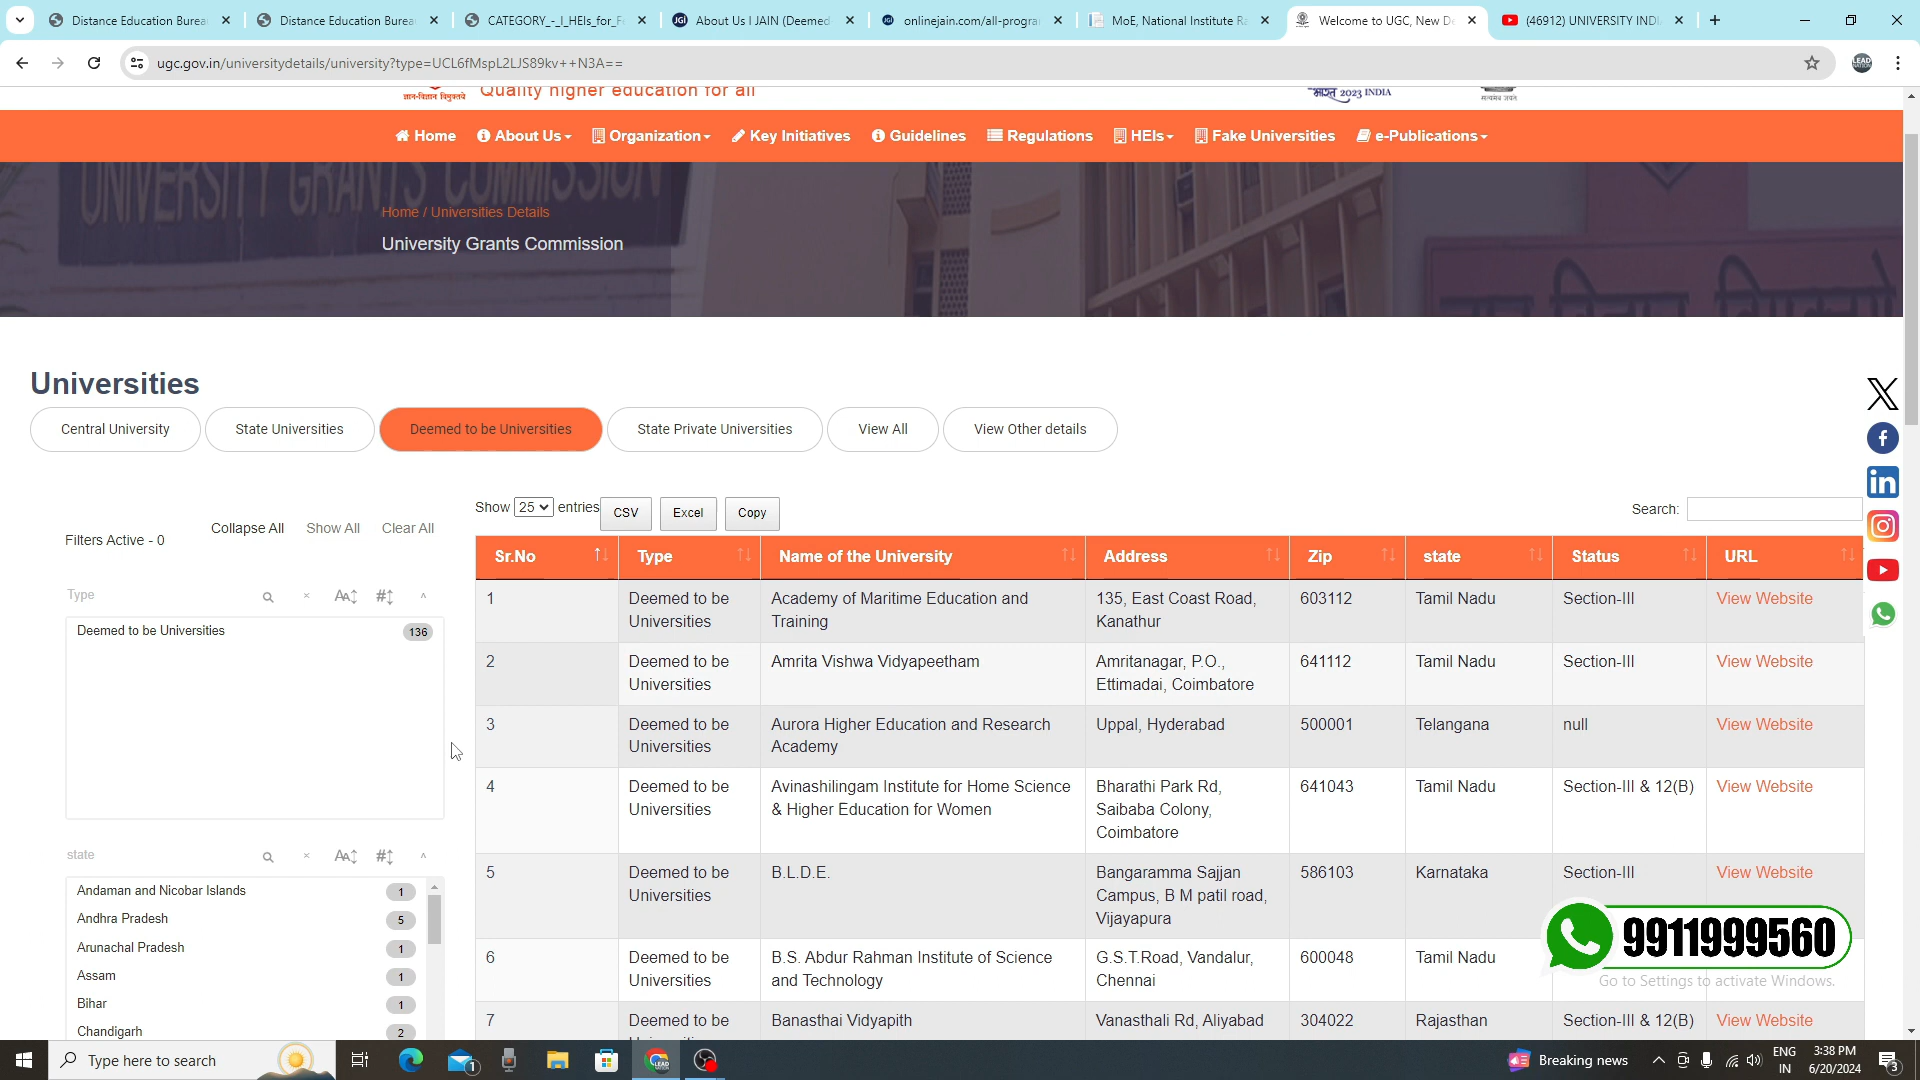 Distance Education Burea
Distance Education Burea
CATEGORY_-_I_HEIs_for_F
About Us I JAIN (Deemed
onlinejain.com/all-progra
MoE, National Institute Ra
Welcome to UGC, New De
(46912) UNIVERSITY INDI
ugc.gov.in/universitydetails/university?type=UCL6fMspL2LJS89kv++N3A==
ज्ञान-विज्ञान विमुक्तये
Quality higher education for all
भारत 2023 INDIA
सत्यमेव जयते
Home
About Us
Organization
Key Initiatives
Guidelines
Regulations
HEIs
Fake Universities
e-Publications
UNIVERSITY GRANTS COMMISSION
Home / Universities Details
University Grants Commission
Universities
Central University
State Universities
Deemed to be Universities
State Private Universities
View All
View Other details
Filters Active - 0
Collapse All
Show All
Clear All
Show 25 entries
CSV
Excel
Copy
Search:
Type
Deemed to be Universities 136
state
Andaman and Nicobar Islands 1
Andhra Pradesh 5
Arunachal Pradesh 1
Assam 1
Bihar 1
Chandigarh 2
Sr.No Type Name of the University Address Zip state Status URL
1 Deemed to be Academy of Maritime Education and 135, East Coast Road, 603112 Tamil Nadu Section-III View Website
Universities Training Kanathur
2 Deemed to be Amrita Vishwa Vidyapeetham Amritanagar, P.O., 641112 Tamil Nadu Section-III View Website
Universities Ettimadai, Coimbatore
3 Deemed to be Aurora Higher Education and Research Uppal, Hyderabad 500001 Telangana null View Website
Universities Academy
4 Deemed to be Avinashilingam Institute for Home Science Bharathi Park Rd, 641043 Tamil Nadu Section-III & 12(B) View Website
Universities & Higher Education for Women Saibaba Colony,
Coimbatore
5 Deemed to be B.L.D.E. Bangaramma Sajjan 586103 Karnataka Section-III View Website
Universities Campus, B M patil road,
Vijayapura
6 Deemed to be B.S. Abdur Rahman Institute of Science G.S.T.Road, Vandalur, 600048 Tamil Nadu
Universities and Technology Chennai
7 Deemed to be Banasthai Vidyapith Vanasthali Rd, Aliyabad 304022 Rajasthan Section-III & 12(B) View Website
9911999560
Go to Settings to activate Windows.
Type here to search
1
LEAD
Breaking news
ENG
IN
3:38 PM
6/20/2024
3